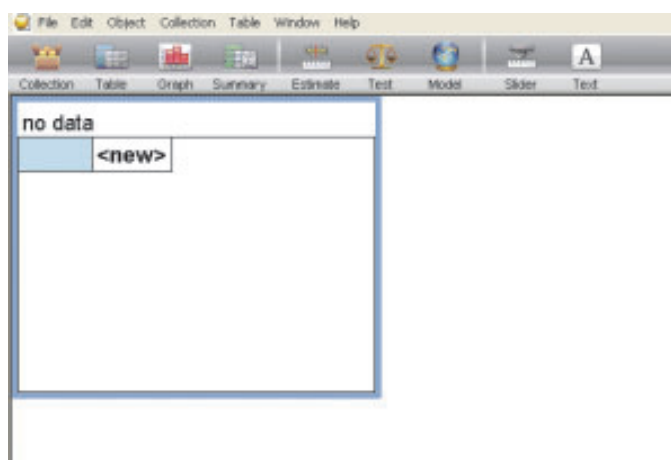 File Edit Object Collection Table Window Help
Collection Table Graph Summary Estimate Test Model Slider Text
A
no data
<new>